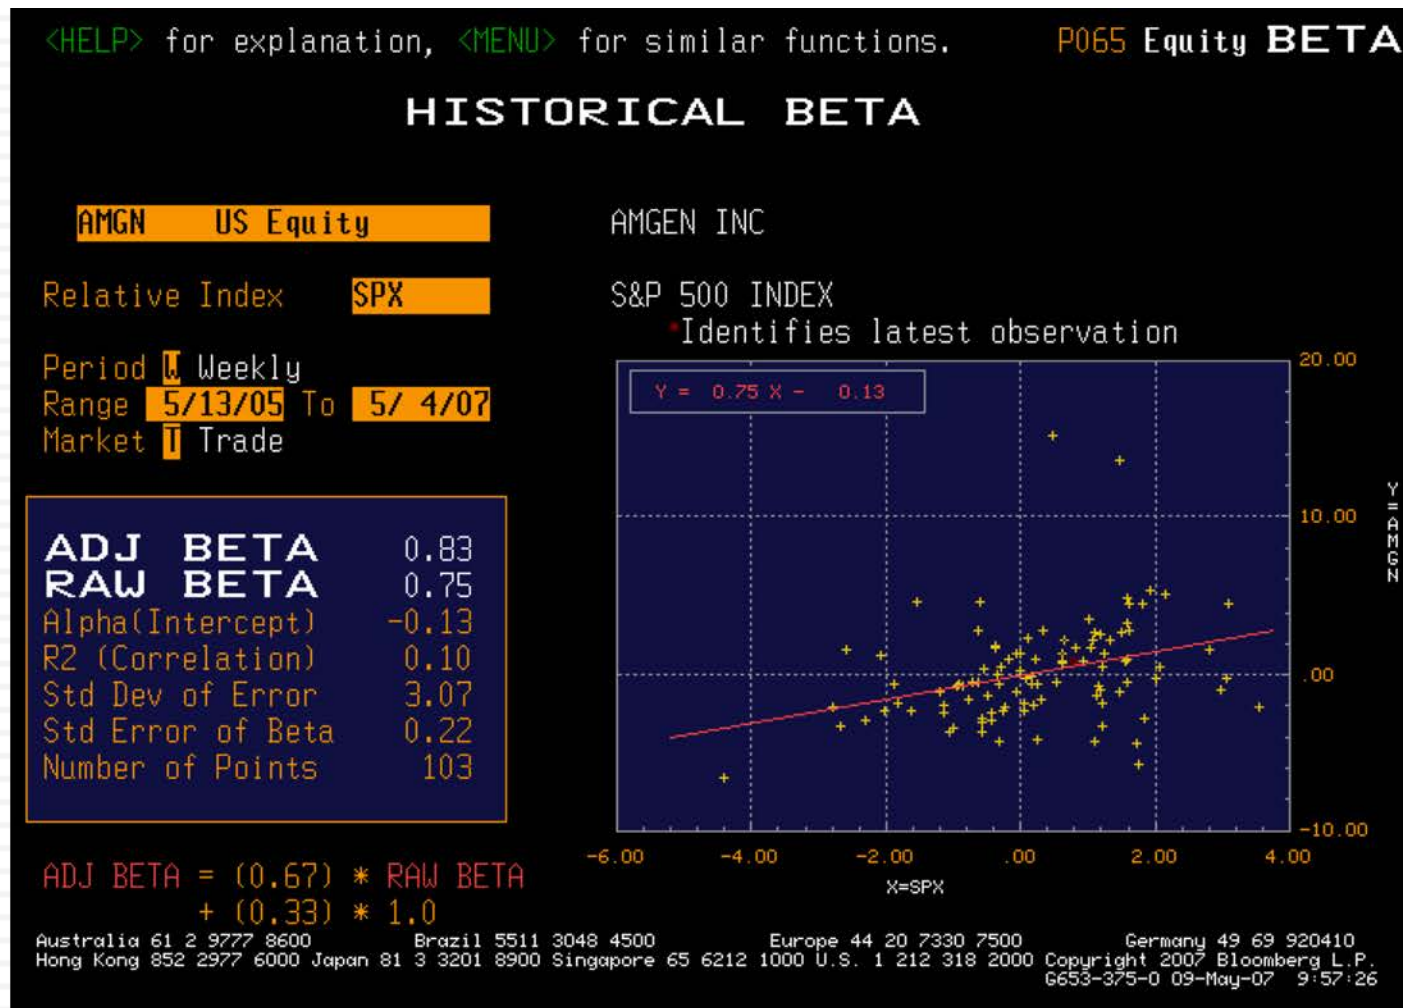 <HELP> for explanation, <MENU> for similar functions. P065 Equity BETA
HISTORICAL BETA
AMGN US Equity
AMGEN INC
Relative Index SPX
S&P 500 INDEX
*Identifies latest observation
Period W Weekly
Range 5/13/05 To 5/ 4/07
Market T Trade
Y = 0.75 X - 0.13
20.00
10.00
.00
-10.00
Y=AMGN
-6.00 -4.00 -2.00 .00 2.00 4.00
X=SPX
ADJ BETA 0.83
RAW BETA 0.75
Alpha(Intercept) -0.13
R2 (Correlation) 0.10
Std Dev of Error 3.07
Std Error of Beta 0.22
Number of Points 103
ADJ BETA = (0.67) * RAW BETA
+ (0.33) * 1.0
Australia 61 2 9777 8600 Brazil 5511 3048 4500 Europe 44 20 7330 7500 Germany 49 69 920410
Hong Kong 852 2977 6000 Japan 81 3 3201 8900 Singapore 65 6212 1000 U.S. 1 212 318 2000 Copyright 2007 Bloomberg L.P.
G653-375-0 09-May-07 9:57:26